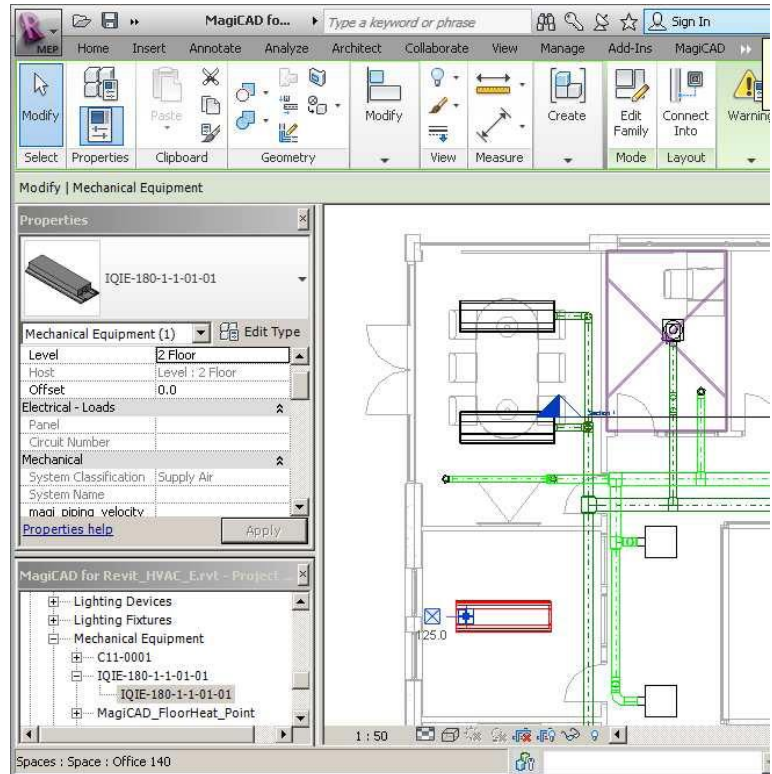 MagiCAD fo...
Type a keyword or phrase
Sign In
MEP
Home Insert Annotate Analyze Architect Collaborate View Manage Add-Ins MagiCAD
Modify
Paste
Modify
Create
Edit Family
Connect Into
Warning
Select Properties Clipboard Geometry View Measure Mode Layout
Modify | Mechanical Equipment
Properties
IQIE-180-1-1-01-01
Mechanical Equipment (1) Edit Type
Level 2 Floor
Host Level : 2 Floor
Offset 0.0
Electrical - Loads
Panel
Circuit Number
Mechanical
System Classification Supply Air
System Name
magi_piping_velocity
Properties help Apply
MagiCAD for Revit_HVAC_E.rvt - Project ...
Lighting Devices
Lighting Fixtures
Mechanical Equipment
C11-0001
IQIE-180-1-1-01-01
IQIE-180-1-1-01-01
MagiCAD_FloorHeat_Point
Section 1
125.0
1 : 50
Spaces : Space : Office 140